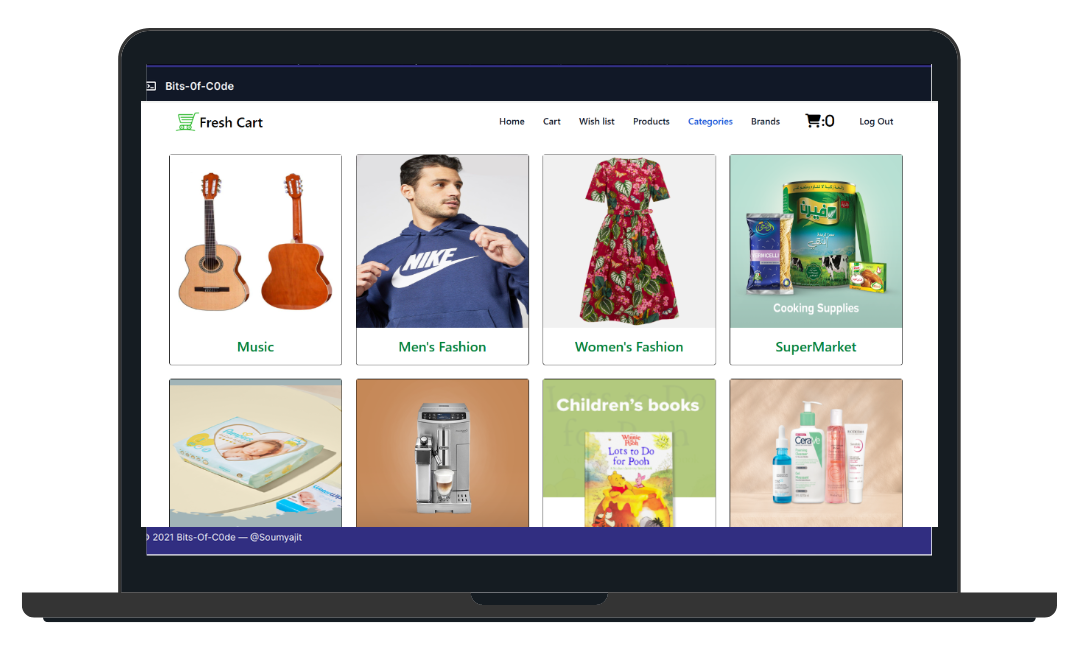 Bits-0f-C0de
Fresh Cart
Home
Cart
Wish list
Products
Categories
Brands
:0
Log Out
NIKE
فيرن
Cooking Supplies
Music
Men's Fashion
Women's Fashion
SuperMarket
Children's books
Winnie
Pooh
Lots to Do
for Pooh
CeraVe
2021 Bits-Of-C0de — @Soumyajit